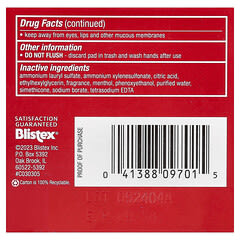 Drug Facts (continued)
• keep away from eyes, lips and other mucous membranes
Other information
• DO NOT FLUSH - discard pad in trash and wash hands after use
Inactive ingredients
ammonium lauryl sulfate, ammonium xylenesulfonate, citric acid,
ethylhexylglycerin, fragrance, menthol, phenoxyethanol, purified water,
simethicone, sodium borate, tetrasodium EDTA
SATISFACTION
GUARANTEED
Blistex®
©2023 Blistex Inc.
P.O. Box 5392
Oak Brook, IL
60522-5392
#C030305
Carton is 100% Recyclable.
PROOF OF PURCHASE
0 41388 09701 5